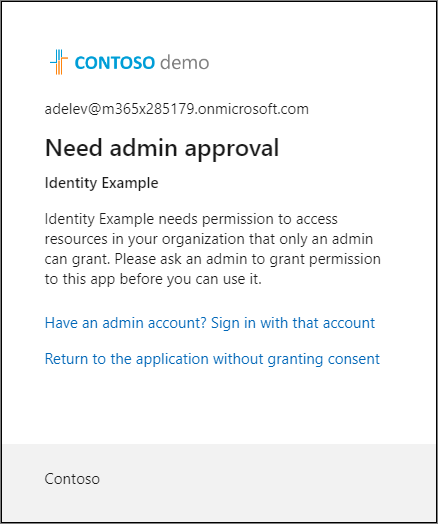 CONTOSO demo
adelev@m365x285179.onmicrosoft.com
Need admin approval
Identity Example
Identity Example needs permission to access
resources in your organization that only an admin
can grant. Please ask an admin to grant permission
to this app before you can use it.
Have an admin account? Sign in with that account
Return to the application without granting consent
Contoso